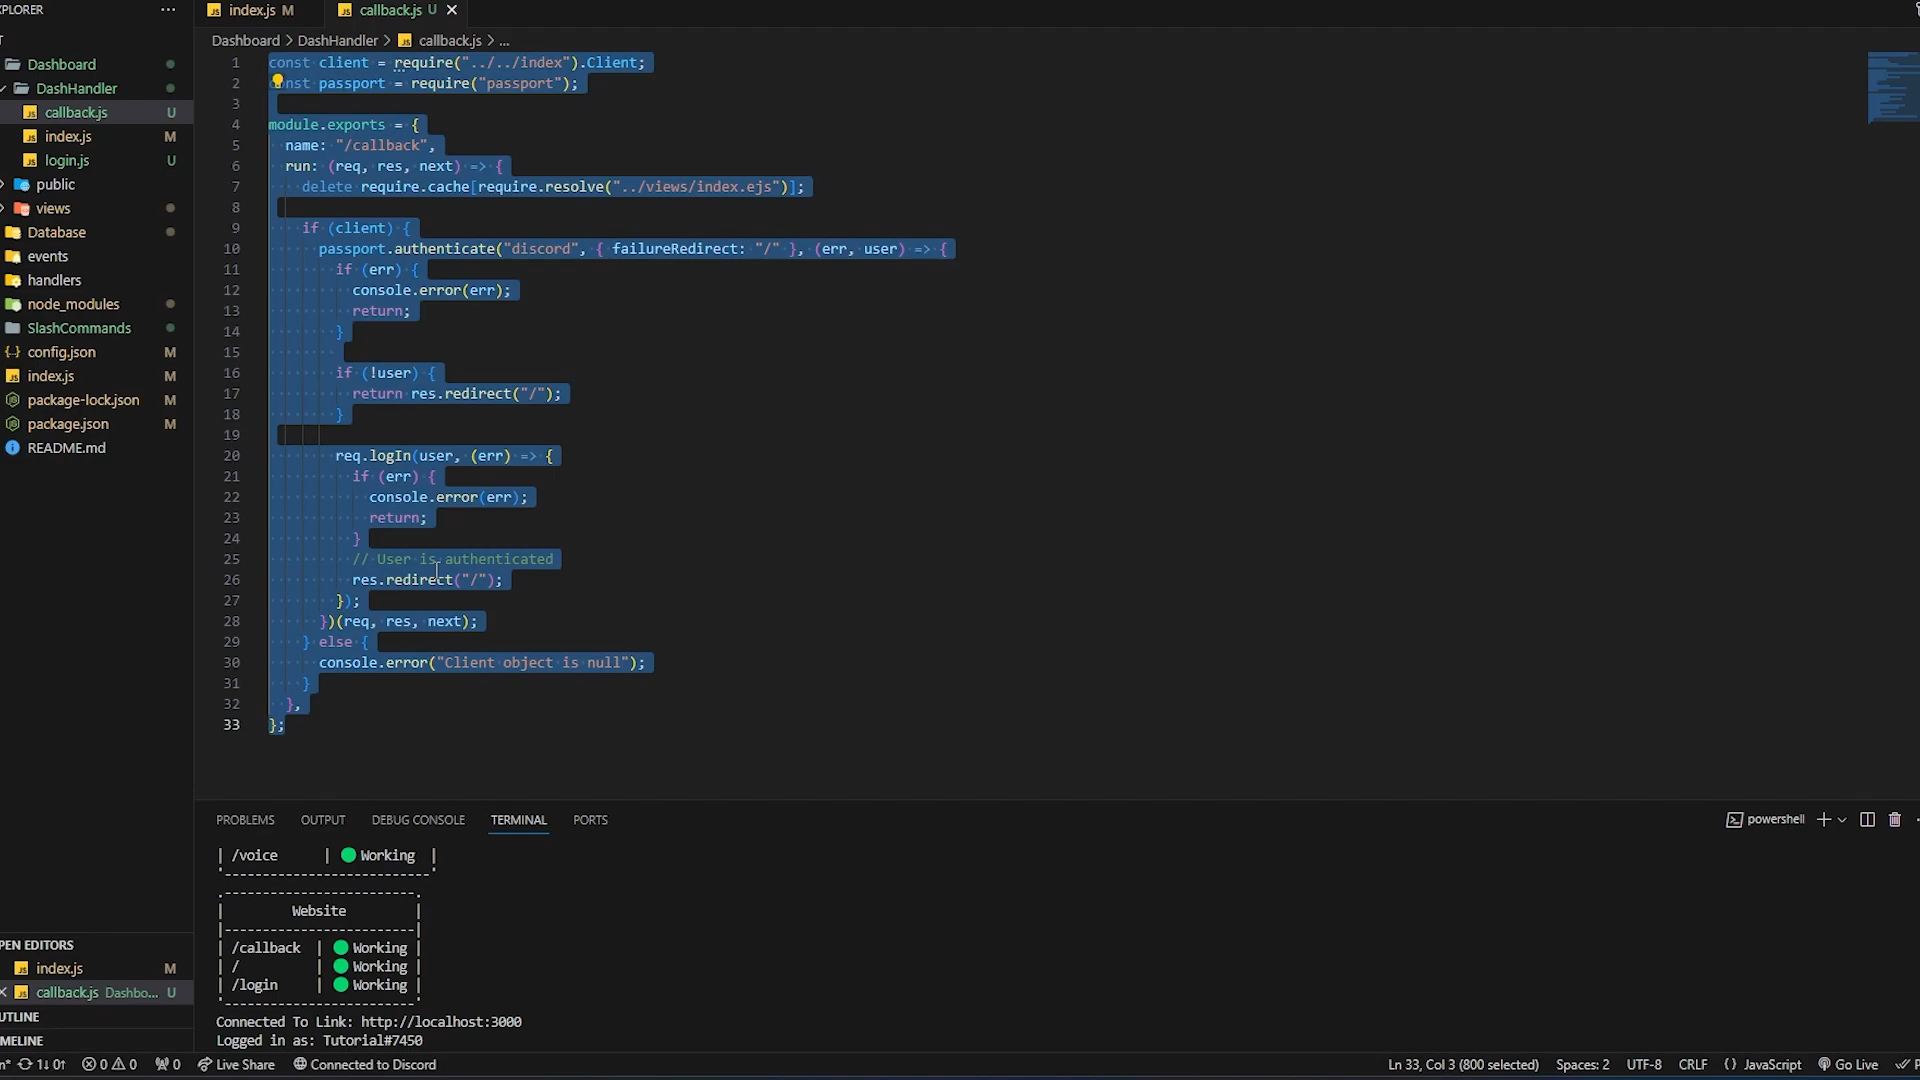 XPLORER ...
T
Dashboard
DashHandler
callback.js U
index.js M
login.js U
public
views
Database
events
handlers
node_modules
SlashCommands
config.json M
index.js M
package-lock.json M
package.json M
README.md
PEN EDITORS
index.js M
callback.js Dashbo... U
UTLINE
MELINE
index.js M callback.js U
Dashboard > DashHandler > callback.js > ...
1 const client = require("../../index").Client;
2 const passport = require("passport");
3
4 module.exports = {
5 name: "/callback",
6 run: (req, res, next) => {
7 delete require.cache[require.resolve("../views/index.ejs")];
8
9 if (client) {
10 passport.authenticate("discord", { failureRedirect: "/" }, (err, user) => {
11 if (err) {
12 console.error(err);
13 return;
14 }
15
16 if (!user) {
17 return res.redirect("/");
18 }
19
20 req.logIn(user, (err) => {
21 if (err) {
22 console.error(err);
23 return;
24 }
25 // User is authenticated
26 res.redirect("/");
27 });
28 })(req, res, next);
29 } else {
30 console.error("Client object is null");
31 }
32 },
33 };
PROBLEMS OUTPUT DEBUG CONSOLE TERMINAL PORTS powershell
| /voice | Working |
'---------------------------'
.-------------------------.
| Website |
|-------------------------|
| /callback | Working |
| / | Working |
| /login | Working |
'-------------------------'
Connected To Link: http://localhost:3000
Logged in as: Tutorial#7450
n* 1↓ 0↑ 0 0 0 Live Share Connected to Discord Ln 33, Col 3 (800 selected) Spaces: 2 UTF-8 CRLF {} JavaScript Go Live P